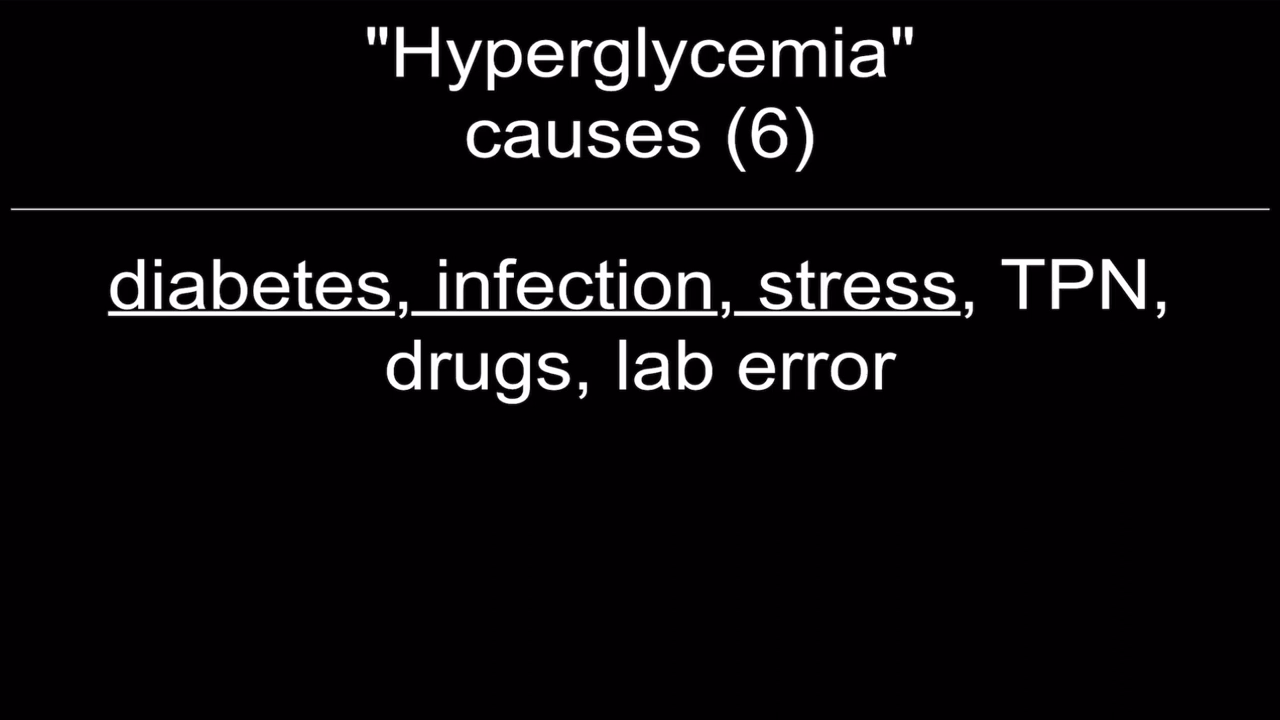 "Hyperglycemia"
causes (6)
diabetes, infection, stress, TPN,
drugs, lab error